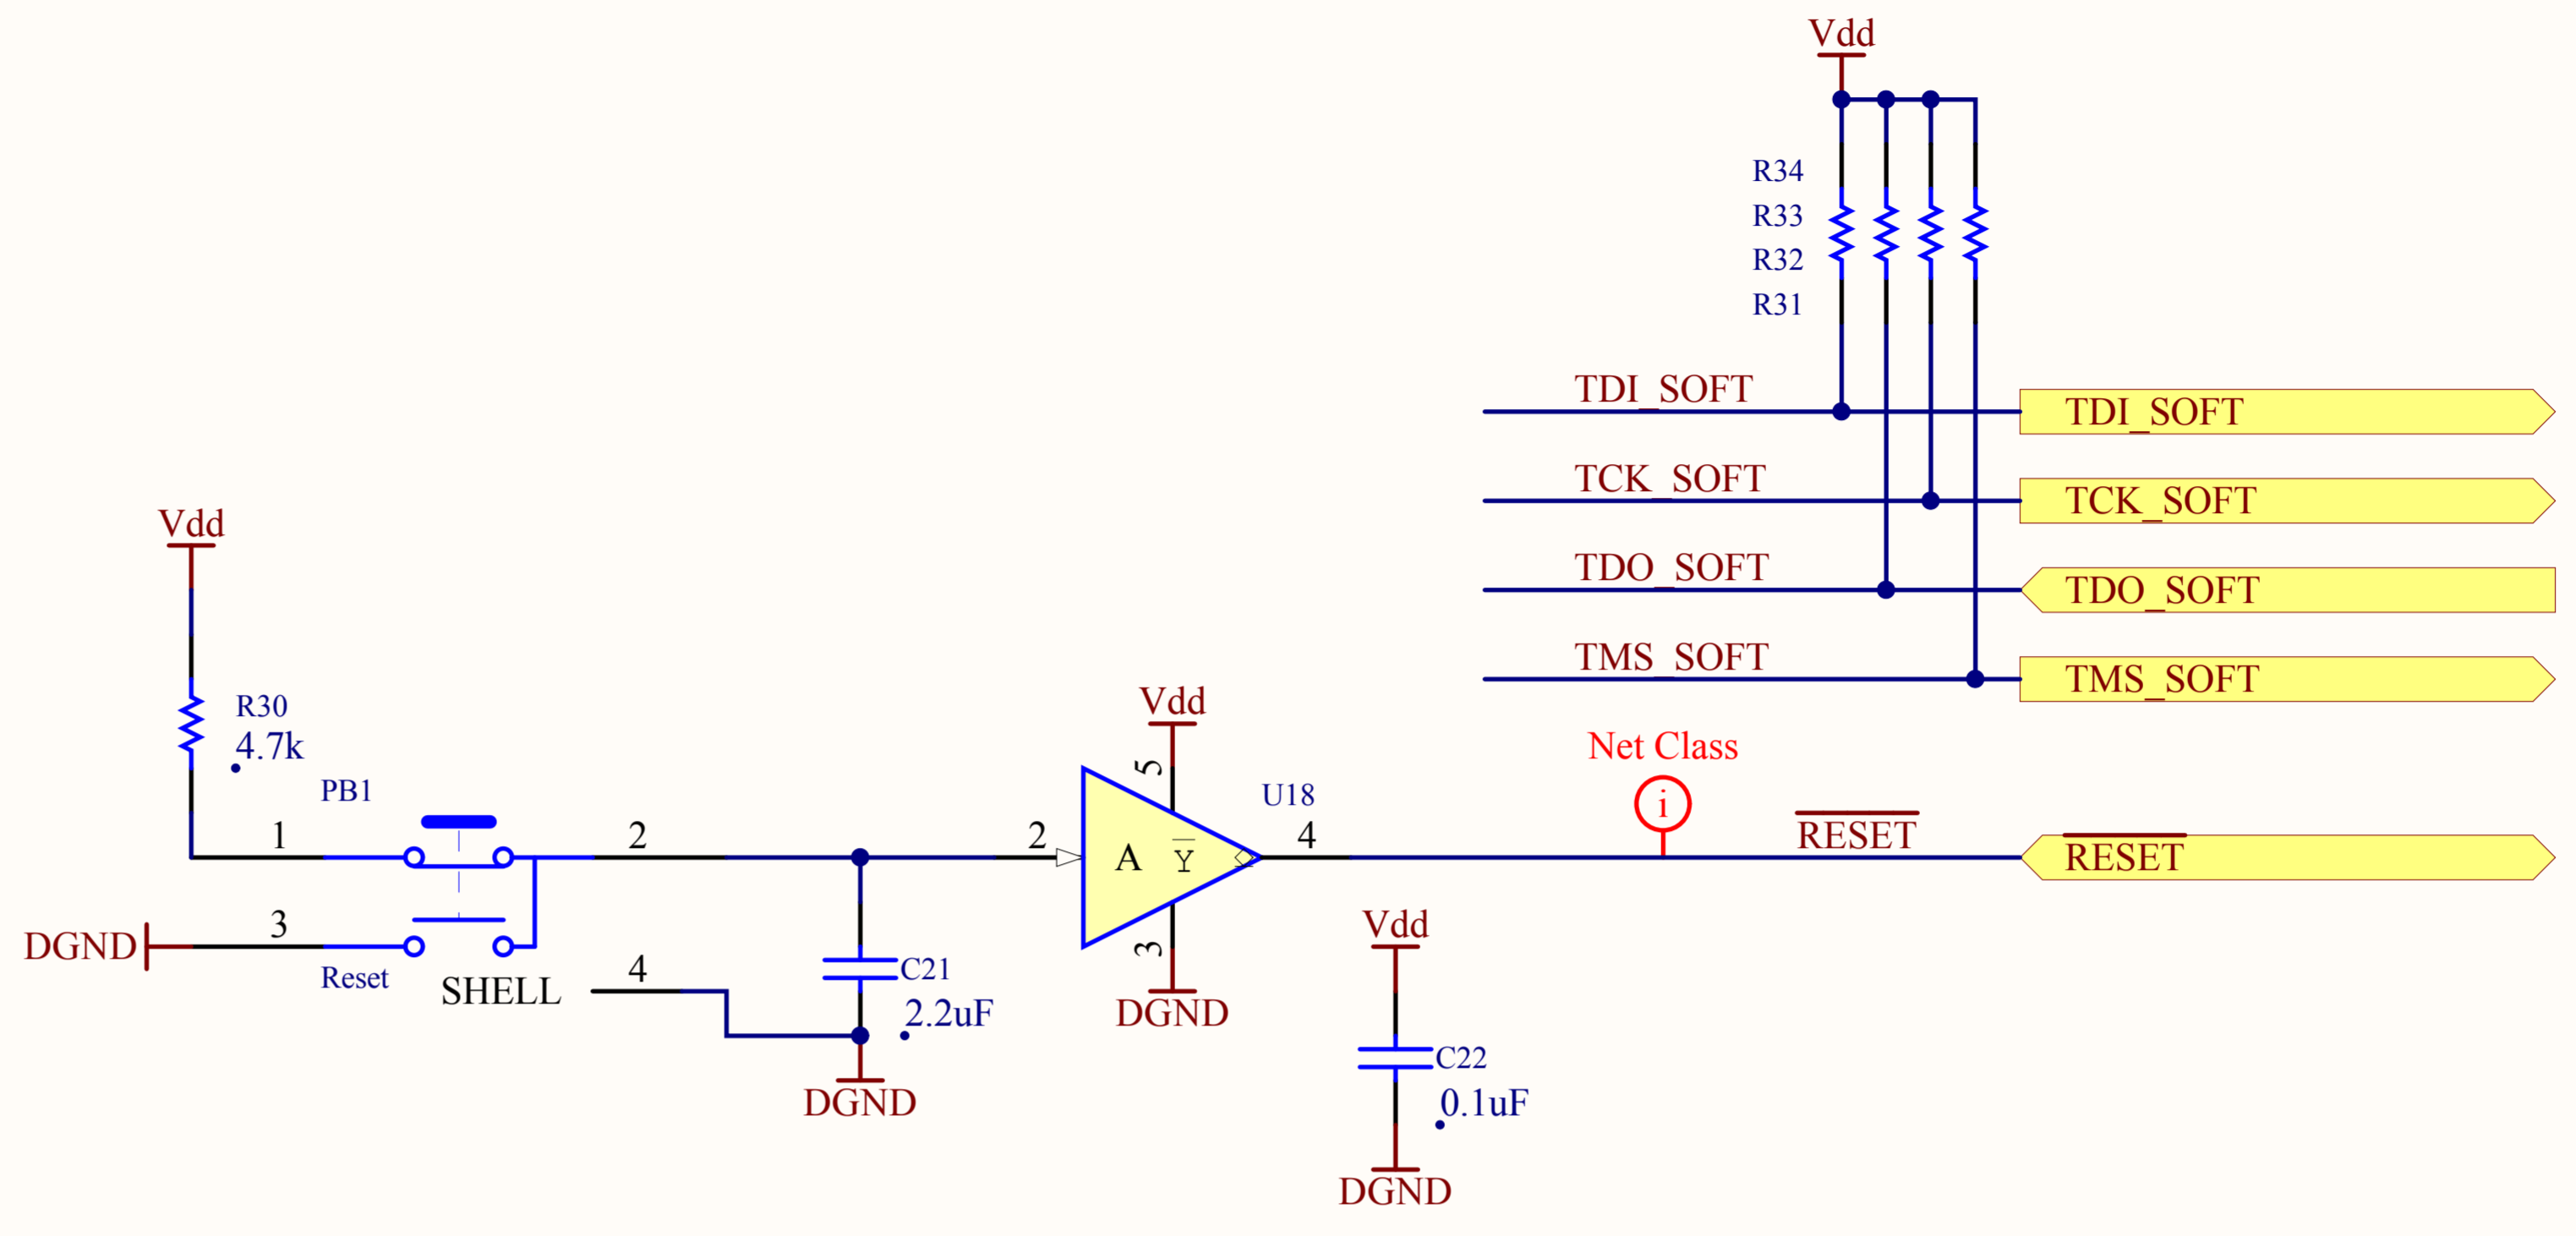 Vdd
R34
R33
R32
R31
TDI_SOFT
TDI_SOFT
TCK_SOFT
TCK_SOFT
TDO_SOFT
TDO_SOFT
TMS_SOFT
TMS_SOFT
Vdd
R30
4.7k
PB1
1
2
DGND
3
Reset
SHELL
4
C21
2.2uF
DGND
Vdd
5
U18
2
A
Y
4
3
DGND
Net Class
i
RESET
RESET
Vdd
C22
0.1uF
DGND